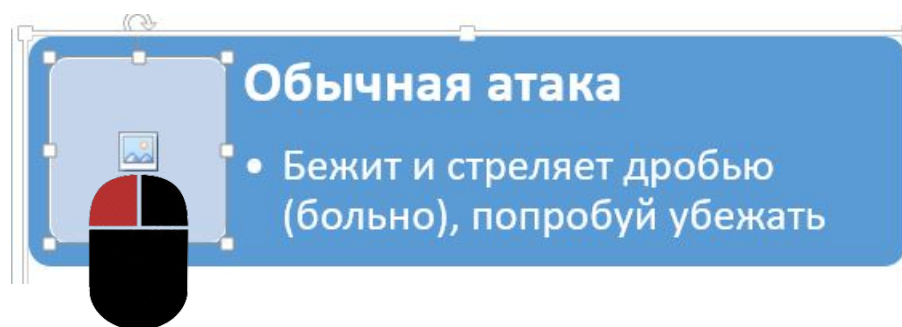 Обычная атака
• Бежит и стреляет дробью
(больно), попробуй убежать